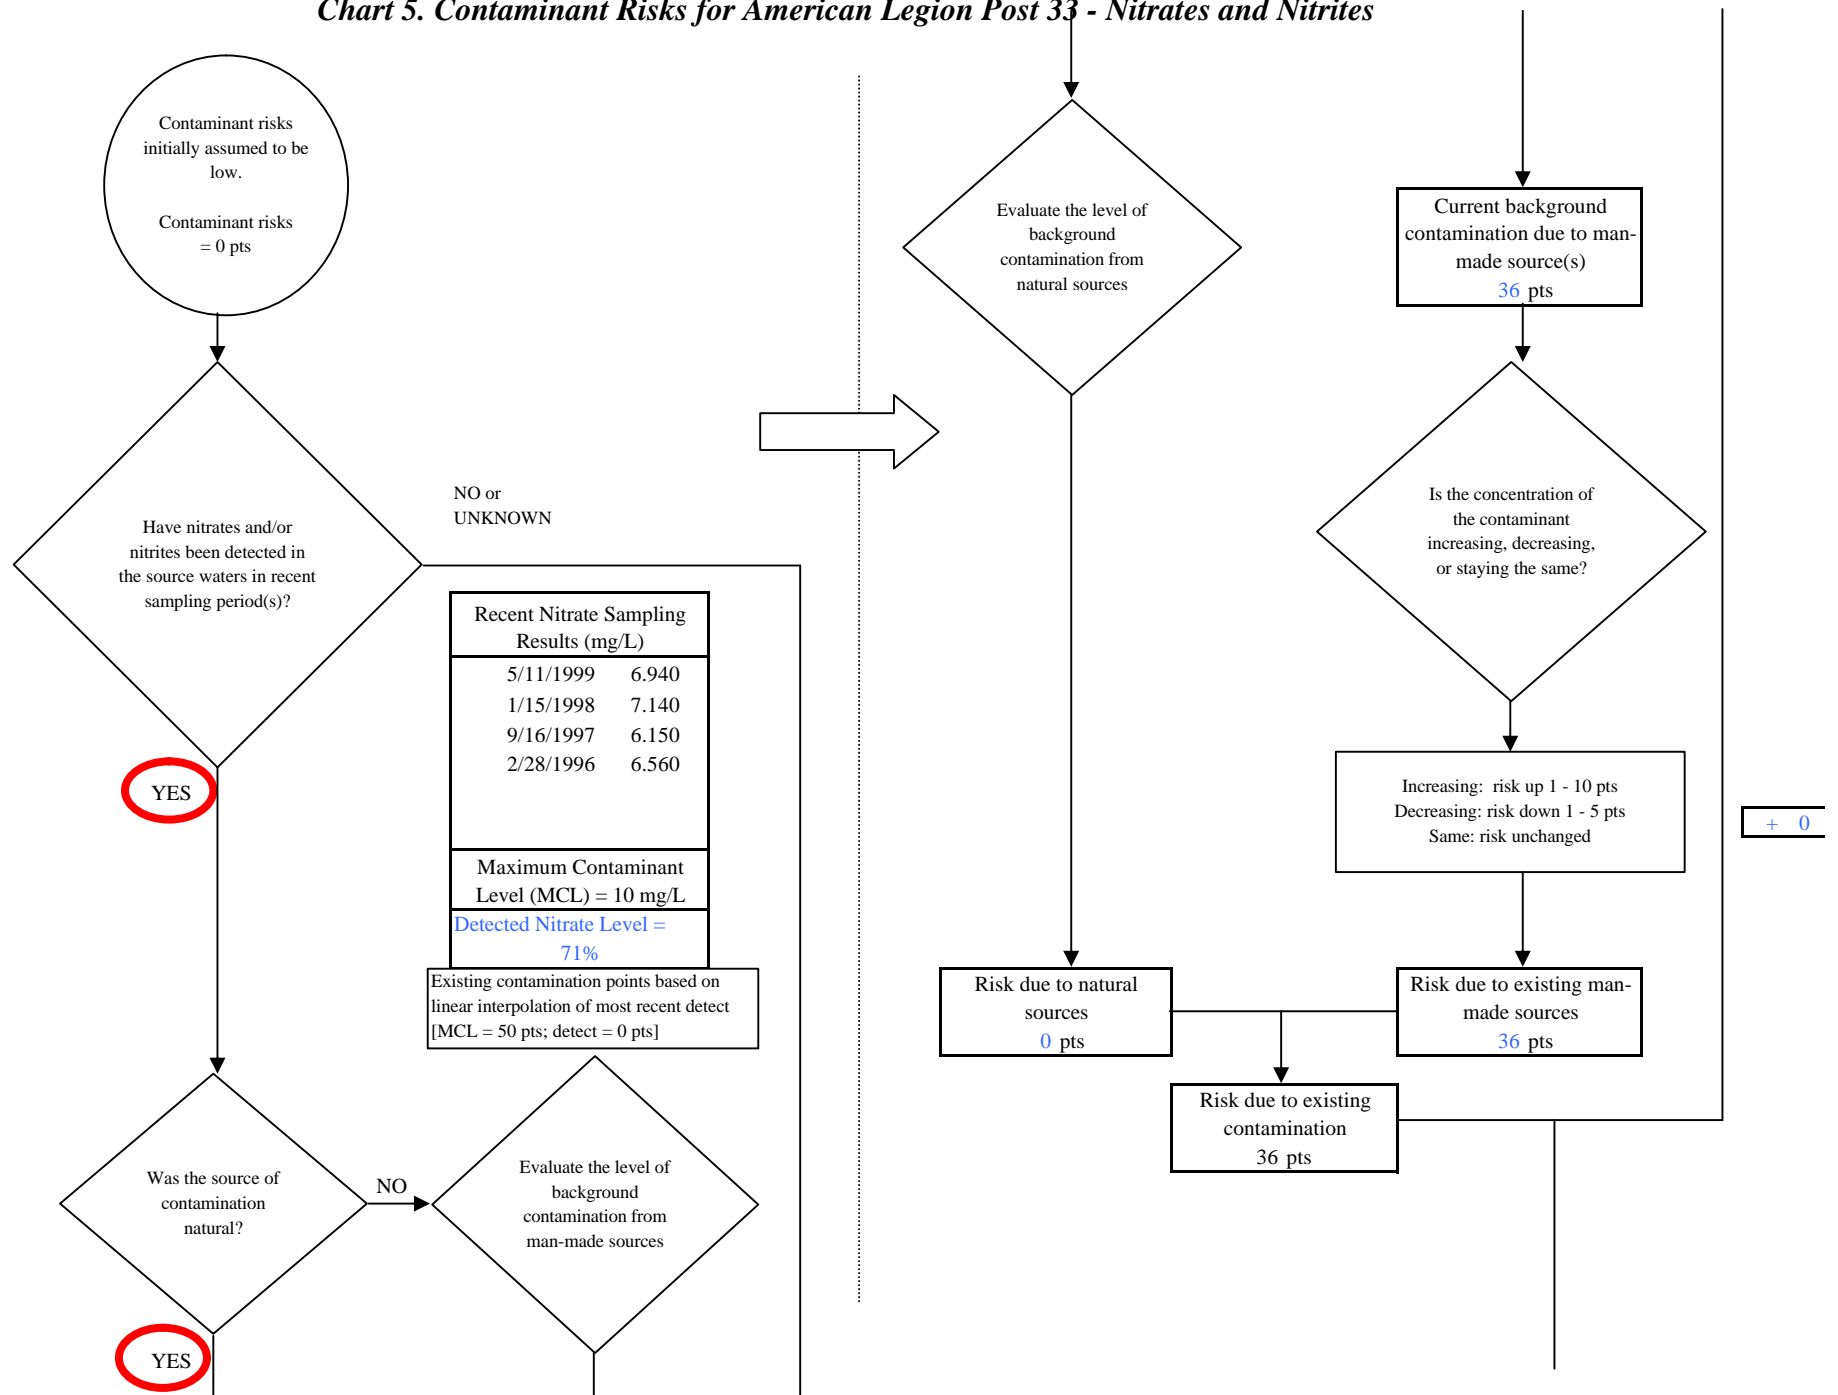 Chart 5. Contaminant Risks for American Legion Post 33 - Nitrates and Nitrites
Contaminant risks
initially assumed to be
low.
Contaminant risks
= 0 pts
Have nitrates and/or
nitrites been detected in
the source waters in recent
sampling period(s)?
NO or
UNKNOWN
YES
Recent Nitrate Sampling
Results (mg/L)
5/11/1999 6.940
1/15/1998 7.140
9/16/1997 6.150
2/28/1996 6.560
Maximum Contaminant
Level (MCL) = 10 mg/L
Detected Nitrate Level =
71%
Existing contamination points based on
linear interpolation of most recent detect
[MCL = 50 pts; detect = 0 pts]
Was the source of
contamination
natural?
NO
YES
Evaluate the level of
background
contamination from
man-made sources
Evaluate the level of
background
contamination from
natural sources
Current background
contamination due to man-
made source(s)
36 pts
Is the concentration of
the contaminant
increasing, decreasing,
or staying the same?
Increasing: risk up 1 - 10 pts
Decreasing: risk down 1 - 5 pts
Same: risk unchanged
+ 0
Risk due to natural
sources
0 pts
Risk due to existing man-
made sources
36 pts
Risk due to existing
contamination
36 pts